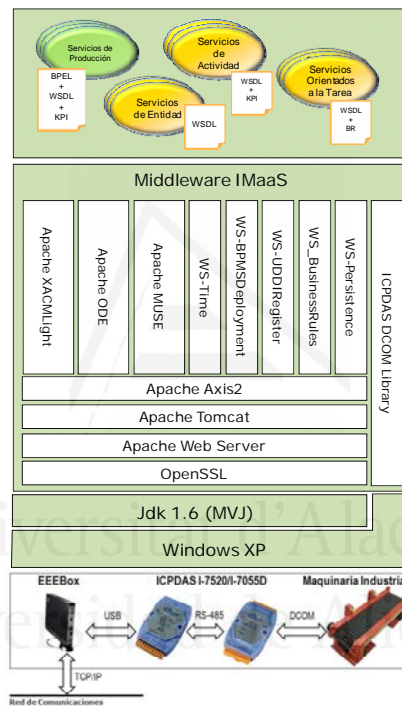 Servicios de
Producción
BPEL
+
WSDL
+
KPI
Servicios
de
Actividad
WSDL
+
KPI
Servicios
de Entidad
WSDL
Servicios
Orientados
a la Tarea
WSDL
+
BR
Middleware IMaaS
Apache XACMLight
Apache ODE
Apache MUSE
WS-Time
WS-BPMSDeployment
WS-UDDIRegister
WS_BusinessRules
WS-Persistence
ICPDAS DCOM Library
Apache Axis2
Apache Tomcat
Apache Web Server
OpenSSL
Jdk 1.6 (MVJ)
Windows XP
EEEBox
ICPDAS I-7520/I-7055D
Maquinaria Industrial
USB
RS-485
DCOM
TCP/IP
Red de Comunicaciones